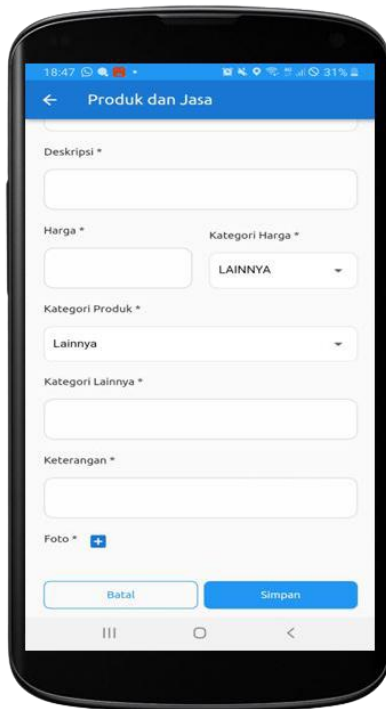 18:47
31%
Produk dan Jasa
Deskripsi *
Harga *
Kategori Harga *
LAINNYA
Kategori Produk *
Lainnya
Kategori Lainnya *
Keterangan *
Foto *
Batal
Simpan